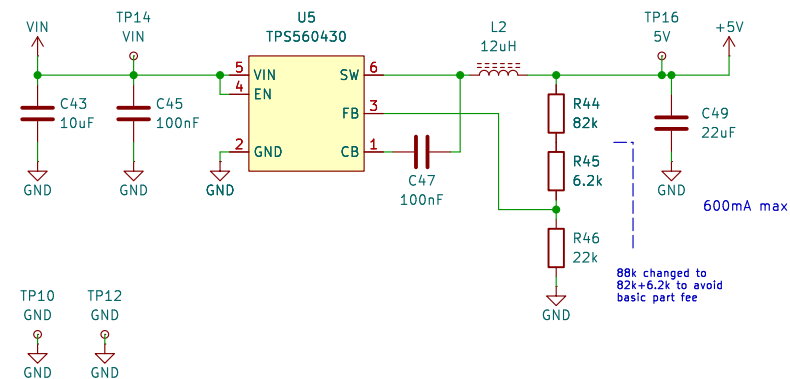 VIN
TP14
VIN
U5
TPS560430
L2
12uH
TP16
5V
+5V
5
VIN
SW
6
4
EN
C43
10uF
C45
100nF
FB
3
R44
82k
C49
22uF
2
GND
CB
1
R45
6.2k
GND
GND
GND
C47
100nF
GND
600mA max
R46
22k
88k changed to
82k+6.2k to avoid
basic part fee
GND
TP10
GND
TP12
GND
GND
GND